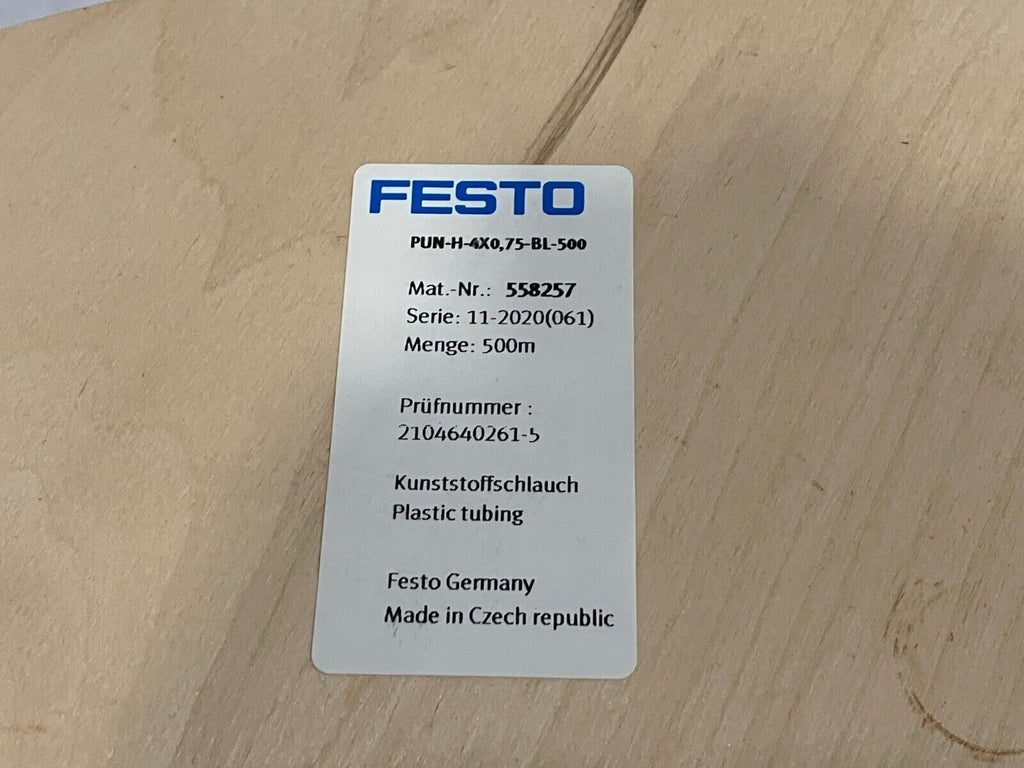 FESTO
PUN-H-4X0,75-BL-500
Mat.-Nr.: 558257
Serie: 11-2020(061)
Menge: 500m
Prüfnummer :
2104640261-5
Kunststoffschlauch
Plastic tubing
Festo Germany
Made in Czech republic